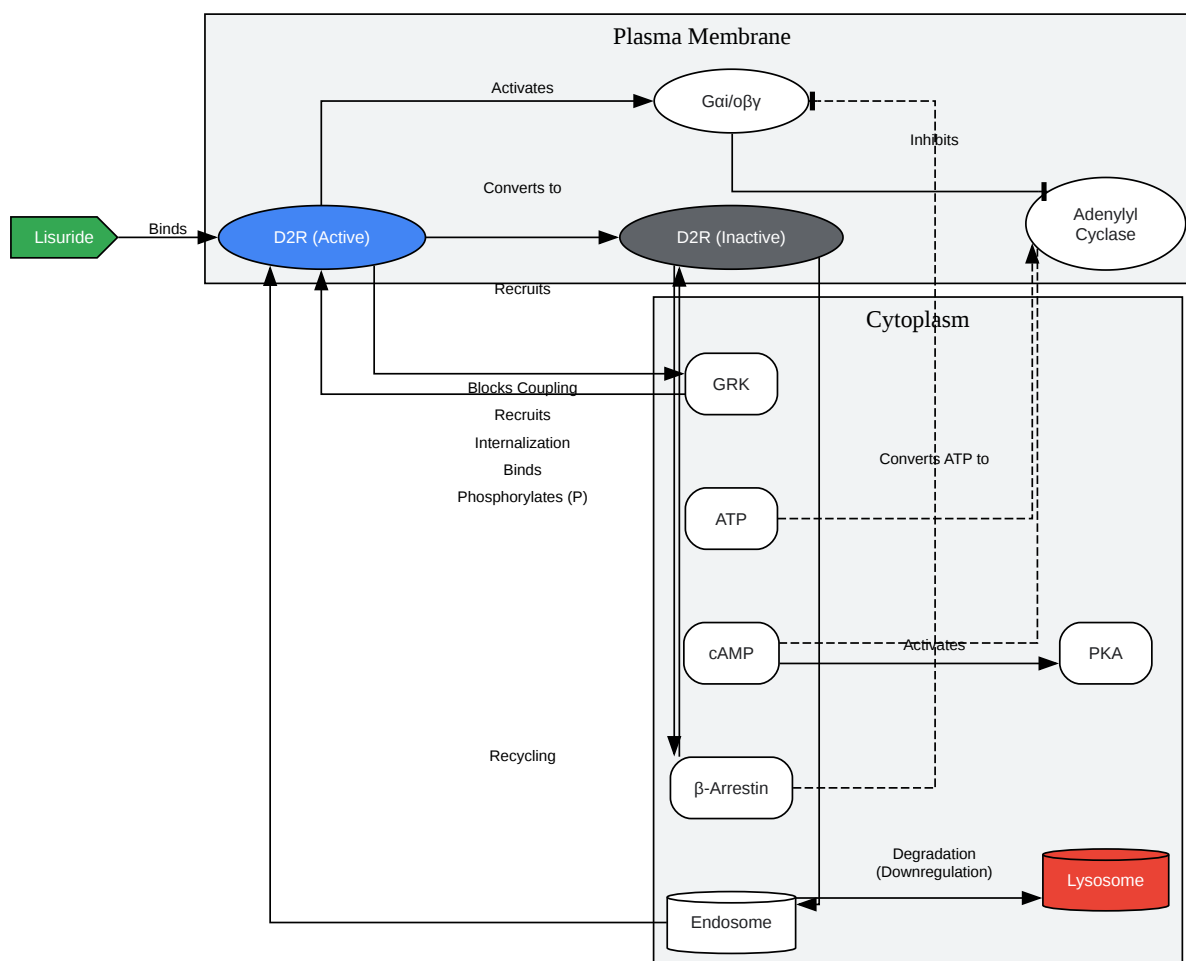 Plasma Membrane
Activates
Gαi/oβγ
Inhibits
Converts to
Lisuride
Binds
D2R (Active)
D2R (Inactive)
Adenylyl
Cyclase
Recruits
Cytoplasm
GRK
Blocks Coupling
Recruits
Internalization
Binds
Phosphorylates (P)
Converts ATP to
ATP
cAMP
Activates
PKA
Recycling
β-Arrestin
Degradation
(Downregulation)
Lysosome
Endosome